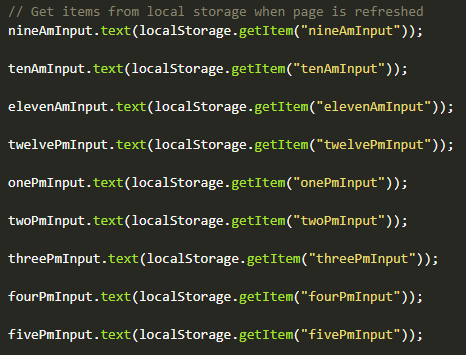 // Get items from local storage when page is refreshed
nineAmInput.text(localStorage.getItem("nineAmInput"));
tenAmInput.text(localStorage.getItem("tenAmInput"));
elevenAmInput.text(localStorage.getItem("elevenAmInput"));
twelvePmInput.text(localStorage.getItem("twelvePmInput"));
onePmInput.text(localStorage.getItem("onePmInput"));
twoPmInput.text(localStorage.getItem("twoPmInput"));
threePmInput.text(localStorage.getItem("threePmInput"));
fourPmInput.text(localStorage.getItem("fourPmInput"));
fivePmInput.text(localStorage.getItem("fivePmInput"));